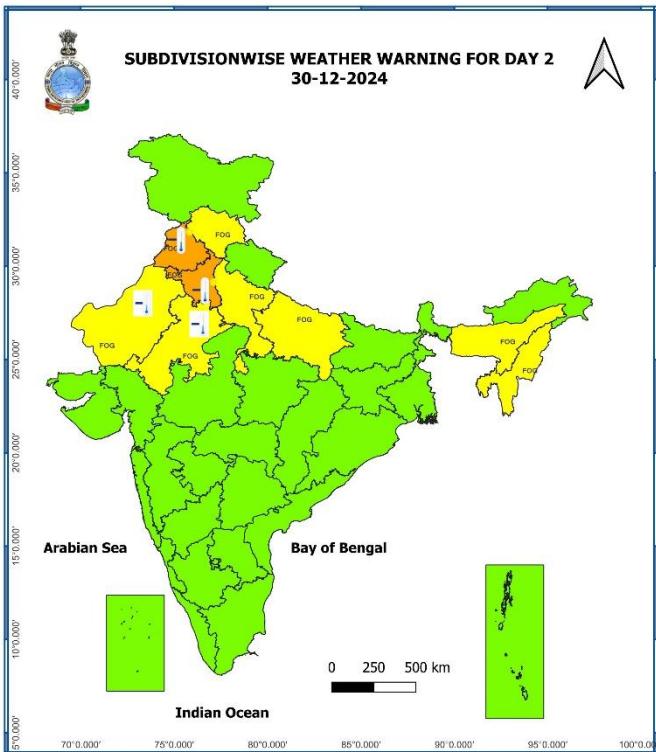 SUBDIVISIONWISE WEATHER WARNING FOR DAY 2
30-12-2024
40°0.000'
35°0.000'
30°0.000'
25°0.000'
20°0.000'
15°0.000'
10°0.000'
5°0.000'
FOG
FOG
FOG
FOG
FOG
FOG
FOG
FOG
FOG
Arabian Sea
Bay of Bengal
Indian Ocean
0 250 500 km
70°0.000' 75°0.000' 80°0.000' 85°0.000' 90°0.000' 95°0.000' 100°0.0